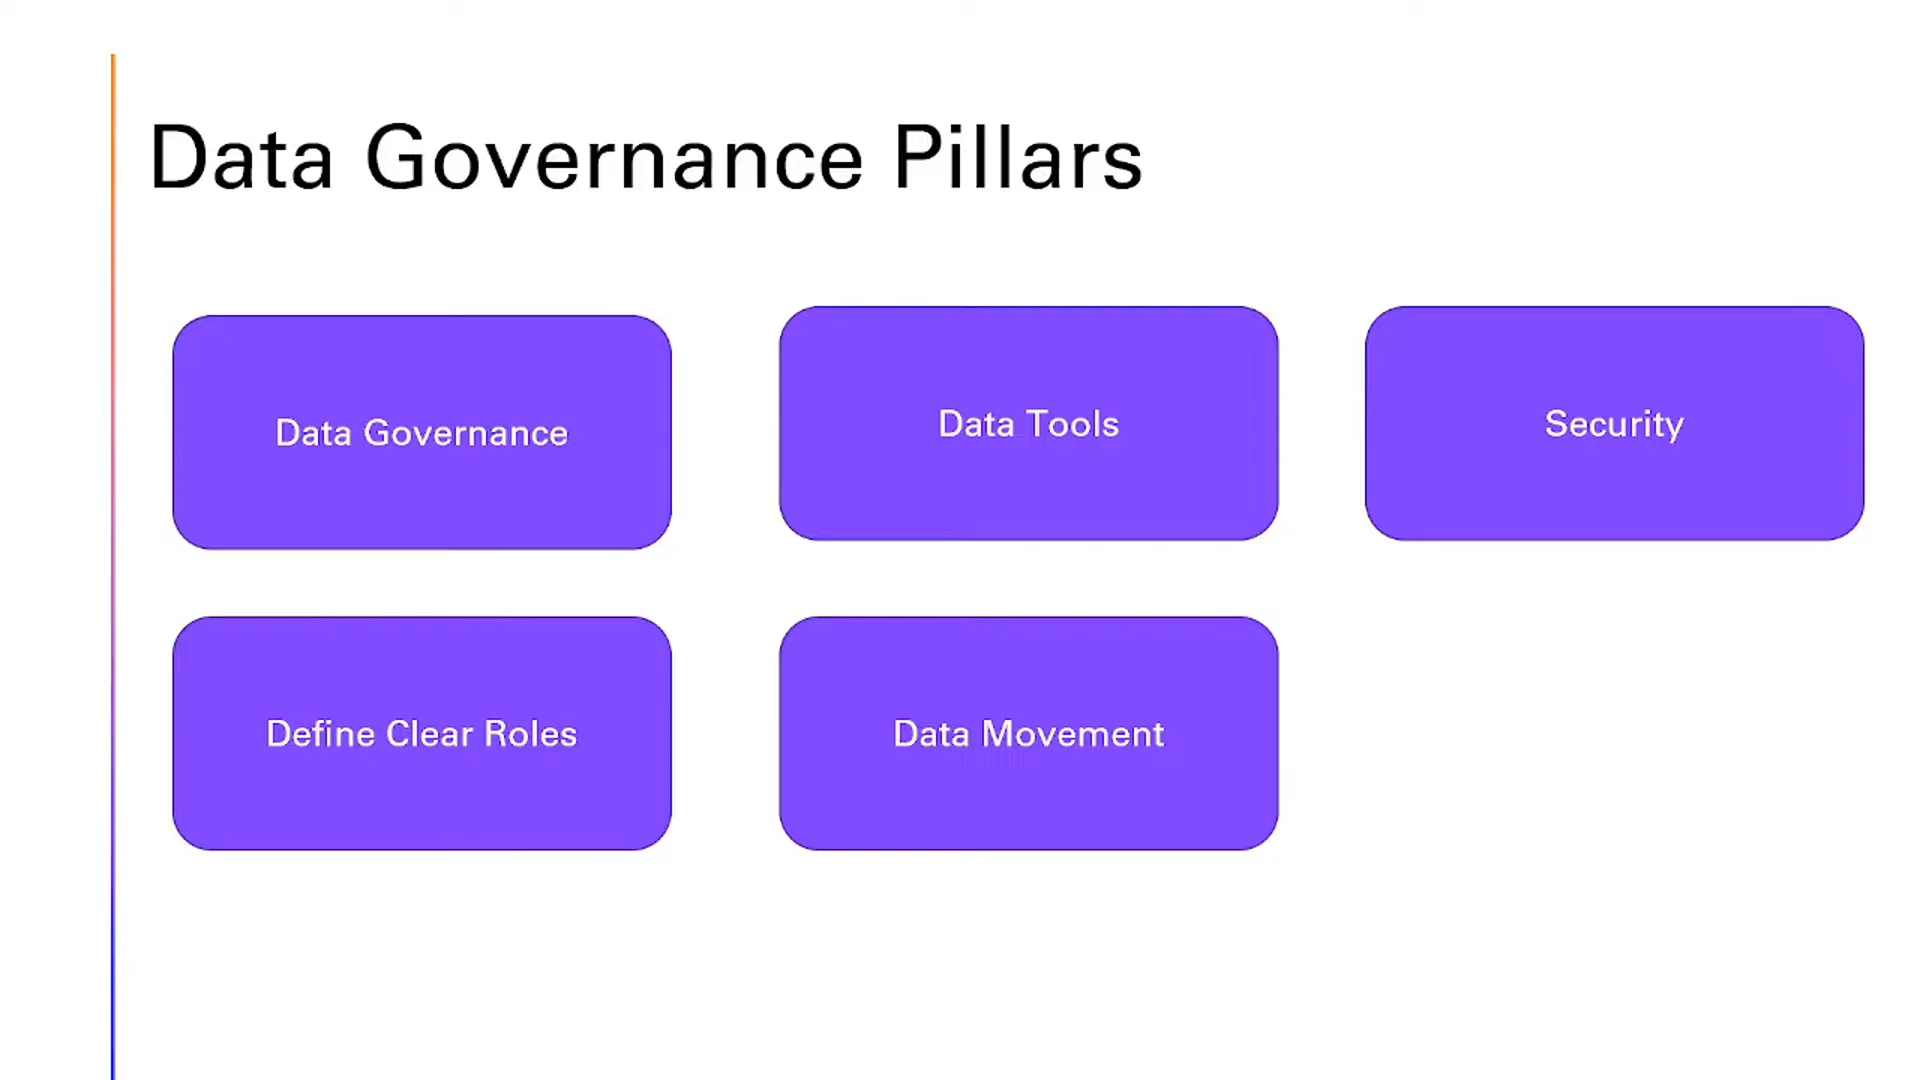 Data Governance Pillars
Data Governance
Data Tools
Security
Define Clear Roles
Data Movement